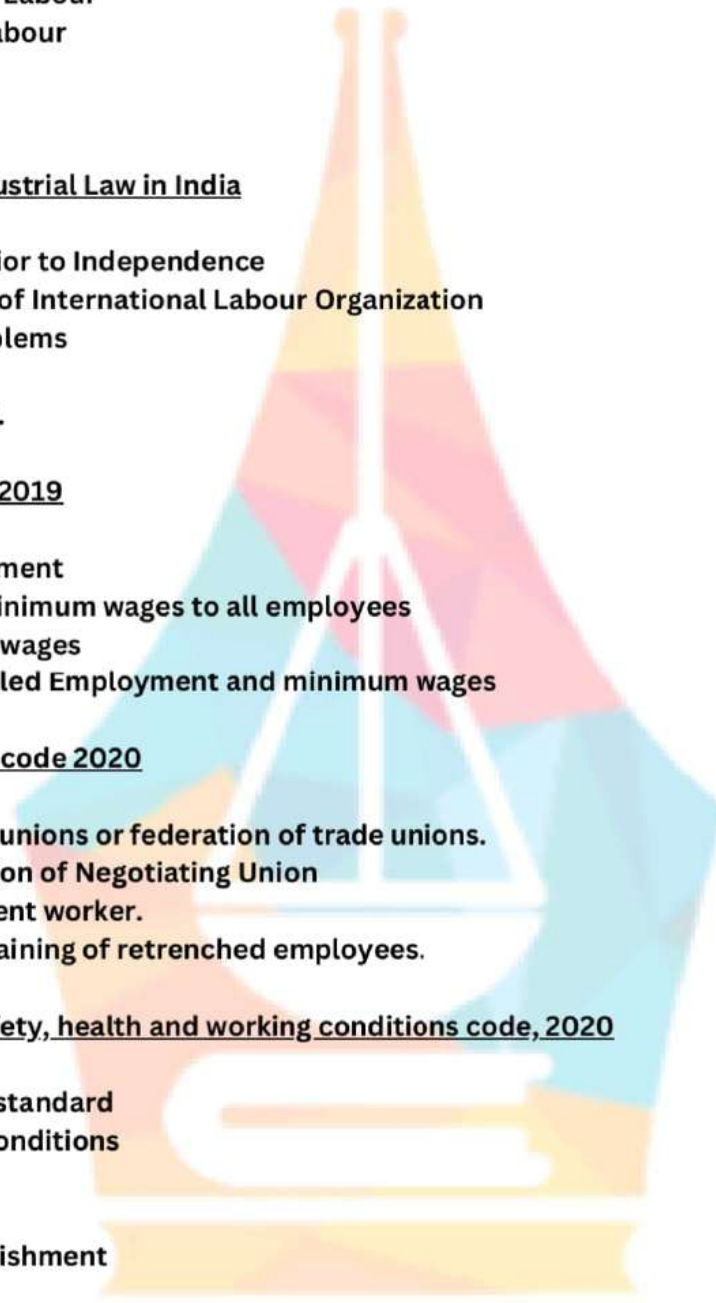 abour
ustrial Law in India
ior to Independence
of International Labour Organization
blems
.
2019
ment
inimum wages to all employees
wages
led Employment and minimum wages
code 2020
unions or federation of trade unions.
on of Negotiating Union
ent worker.
aining of retrenched employees.
ety, health and working conditions code, 2020
standard
onditions
ishment